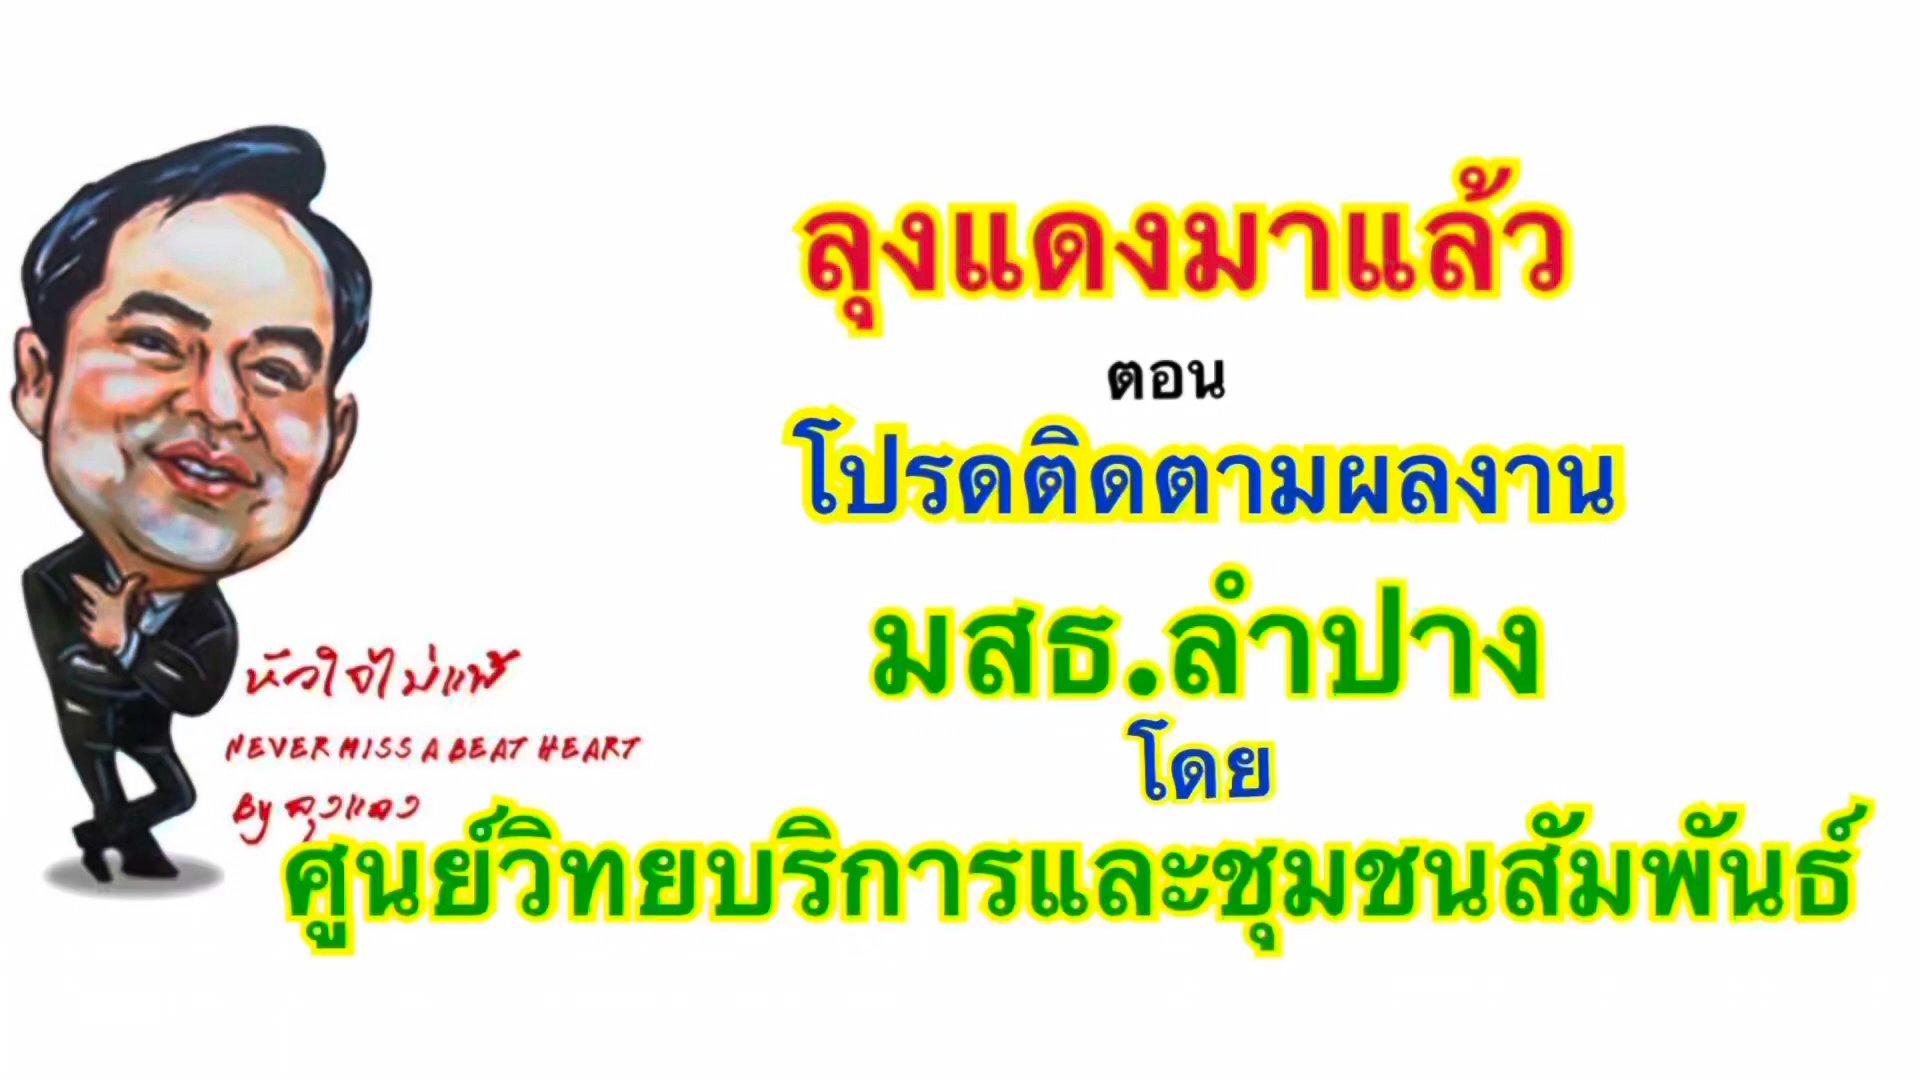 ลุงแดงมาแล้ว
ตอน
โปรดติดตามผลงาน
มสธ.ลำปาง
โดย
ศูนย์วิทยบริการและชุมชนสัมพันธ์
หัวใจไม่แพ้
NEVER MISS A BEAT HEART
By ลุงแดง